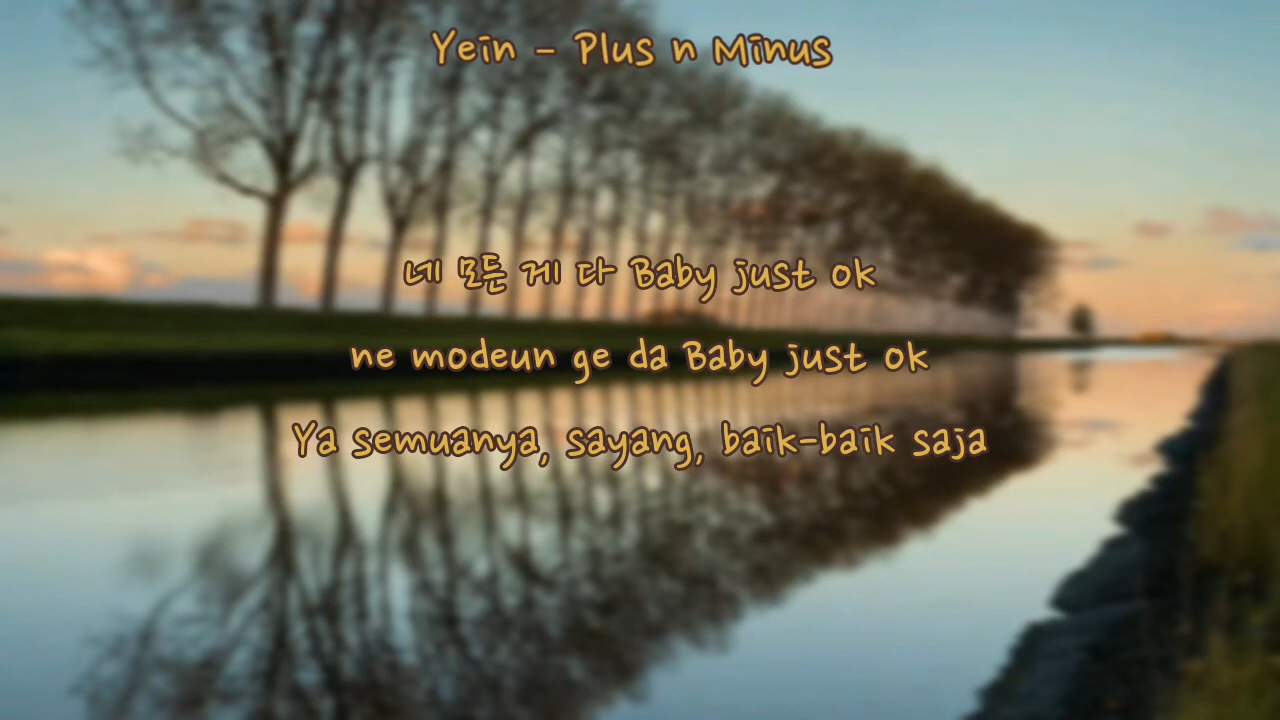 Yein - Plus n Minus
네 모든 게 다 Baby just ok
ne modeun ge da Baby just ok
Ya semuanya, sayang, baik-baik saja